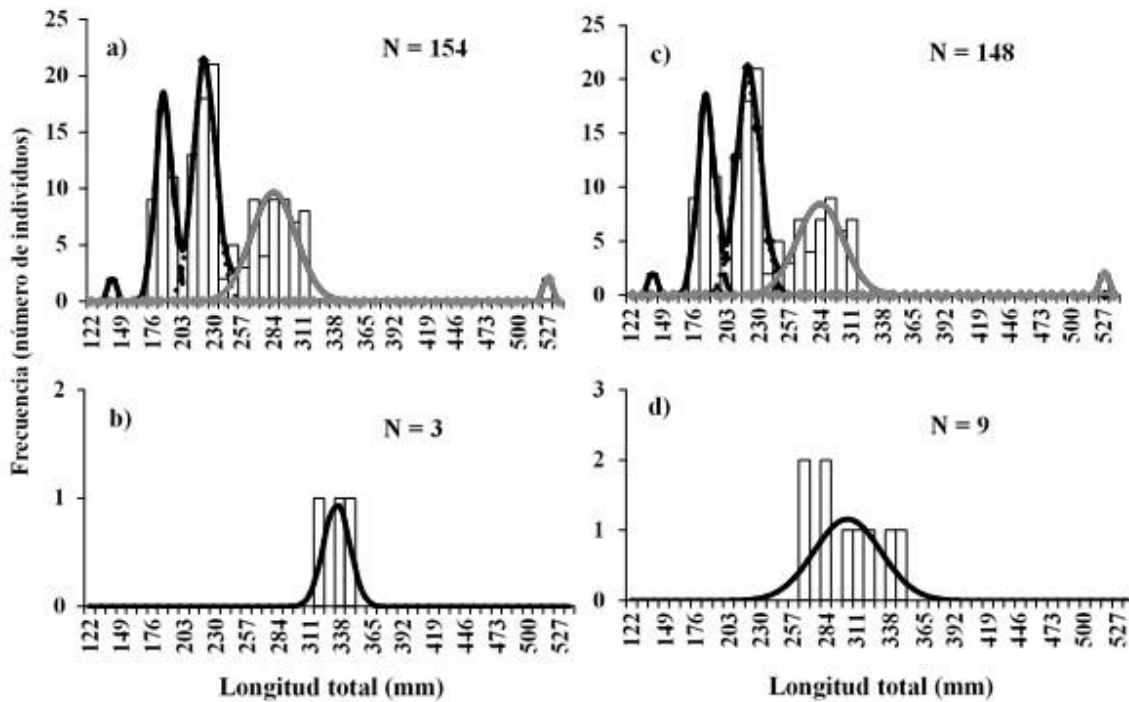 Frecuencia (número de individuos)
a)
N = 154
25
20
15
10
5
0
122 149 176 203 230 257 284 311 338 365 392 419 446 473 500 527
c)
N = 148
25
20
15
10
5
0
122 149 176 203 230 257 284 311 338 365 392 419 446 473 500 527
b)
N = 3
2
1
0
122 149 176 203 230 257 284 311 338 365 392 419 446 473 500 527
Longitud total (mm)
d)
N = 9
3
2
1
0
122 149 176 203 230 257 284 311 338 365 392 419 446 473 500 527
Longitud total (mm)